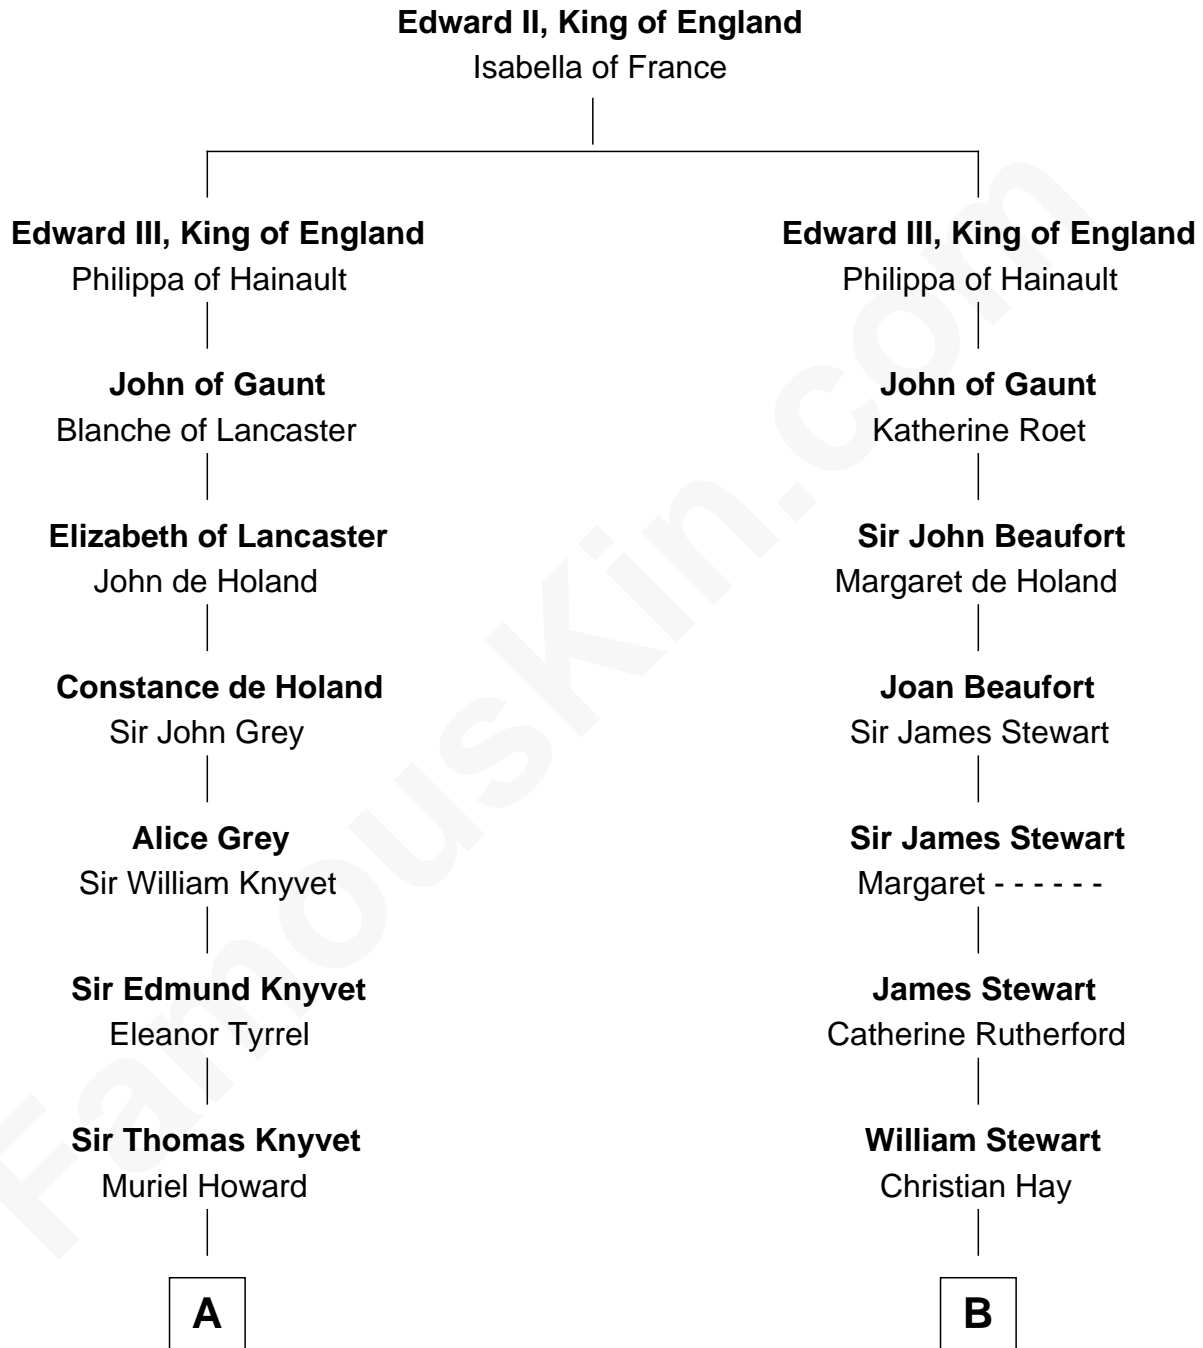 Edward II, King of England
Isabella of France
Edward III, King of England
Philippa of Hainault
Edward III, King of England
Philippa of Hainault
John of Gaunt
Blanche of Lancaster
John of Gaunt
Katherine Roet
Elizabeth of Lancaster
John de Holand
Sir John Beaufort
Margaret de Holand
Constance de Holand
Sir John Grey
Joan Beaufort
Sir James Stewart
Alice Grey
Sir William Knyvet
Sir James Stewart
Margaret - - - - - -
Sir Edmund Knyvet
Eleanor Tyrrel
James Stewart
Catherine Rutherford
Sir Thomas Knyvet
Muriel Howard
William Stewart
Christian Hay
A
B
FamousKin.com